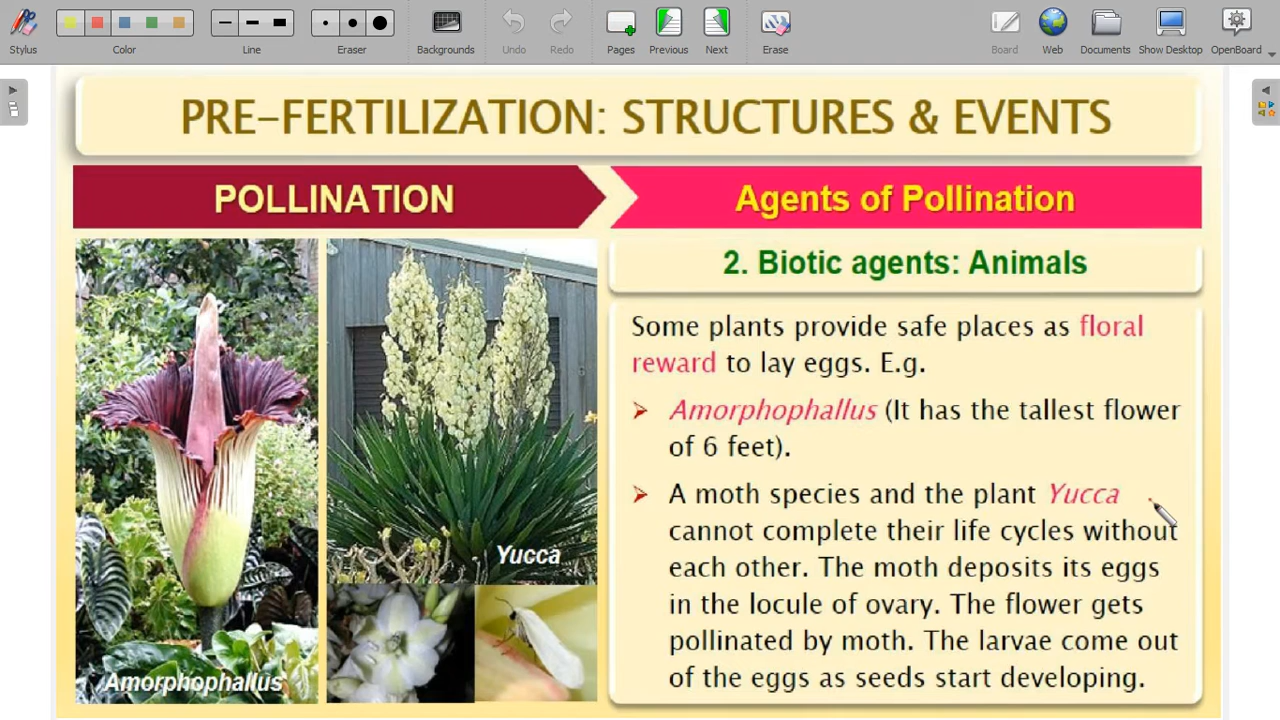 Stylus
Color
Line
Eraser
Backgrounds
Undo
Redo
Pages
Previous
Next
Erase
Board
Web
Documents
Show Desktop
OpenBoard
PRE-FERTILIZATION: STRUCTURES & EVENTS
POLLINATION
Agents of Pollination
2. Biotic agents: Animals
Some plants provide safe places as floral
reward to lay eggs. E.g.
Amorphophallus (It has the tallest flower
of 6 feet).
A moth species and the plant Yucca
cannot complete their life cycles without
each other. The moth deposits its eggs
in the locule of ovary. The flower gets
pollinated by moth. The larvae come out
of the eggs as seeds start developing.
Yucca
Amorphophallus